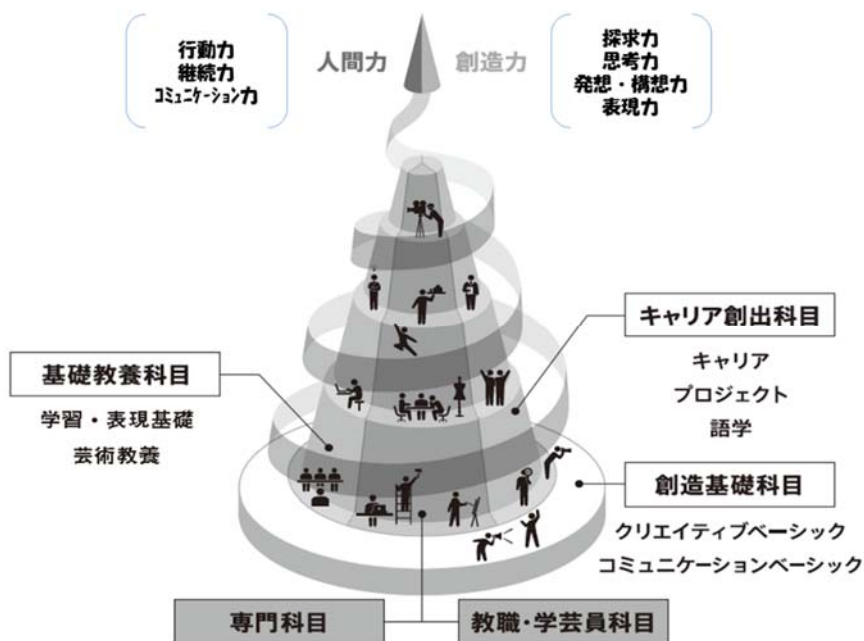 行動力
継続力
コミュニケーション力
人間力
創造力
探求力
思考力
発想・構想力
表現力
キャリア創出科目
キャリア
プロジェクト
語学
基礎教養科目
学習・表現基礎
芸術教養
創造基礎科目
クリエイティブベーシック
コミュニケーションベーシック
専門科目
教職・学芸員科目